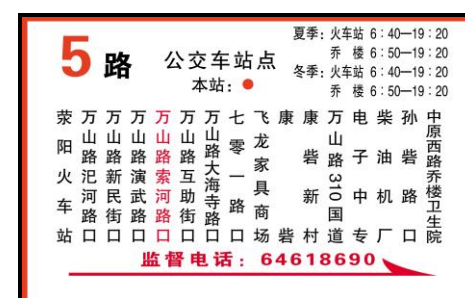 5路
公交车站点
本站：●
夏季：火车站 6:40—19:20
乔 楼 6:50—19:20
冬季：火车站 6:40—19:20
乔 楼 6:50—19:20
荥阳火车站
万山路汜河路口
万山路新民街口
万山路演武路口
万山路索河路口
万山路互助街口
万山路大海寺路口
七零一路口
飞龙家具商场
康砦
康砦新村
万山路310国道
电子中专
柴油机厂
孙砦路口
中原西路乔楼卫生院
监督电话：64618690